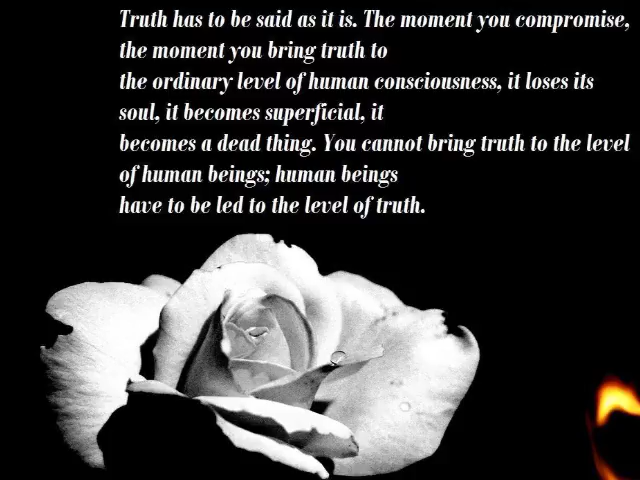 Truth has to be said as it is. The moment you compromise,
the moment you bring truth to
the ordinary level of human consciousness, it loses its
soul, it becomes superficial, it
becomes a dead thing. You cannot bring truth to the level
of human beings; human beings
have to be led to the level of truth.